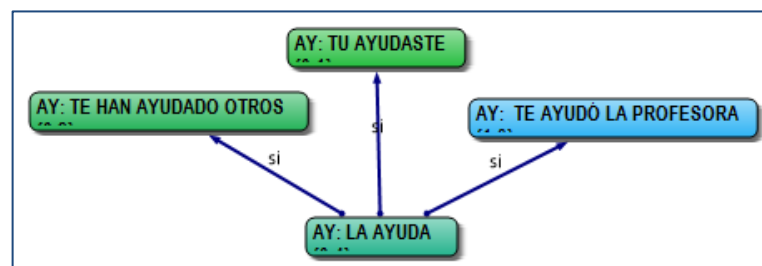 AY: TU AYUDASTE
AY: TE HAN AYUDADO OTROS
AY: TE AYUDÓ LA PROFESORA
si
si
si
AY: LA AYUDA